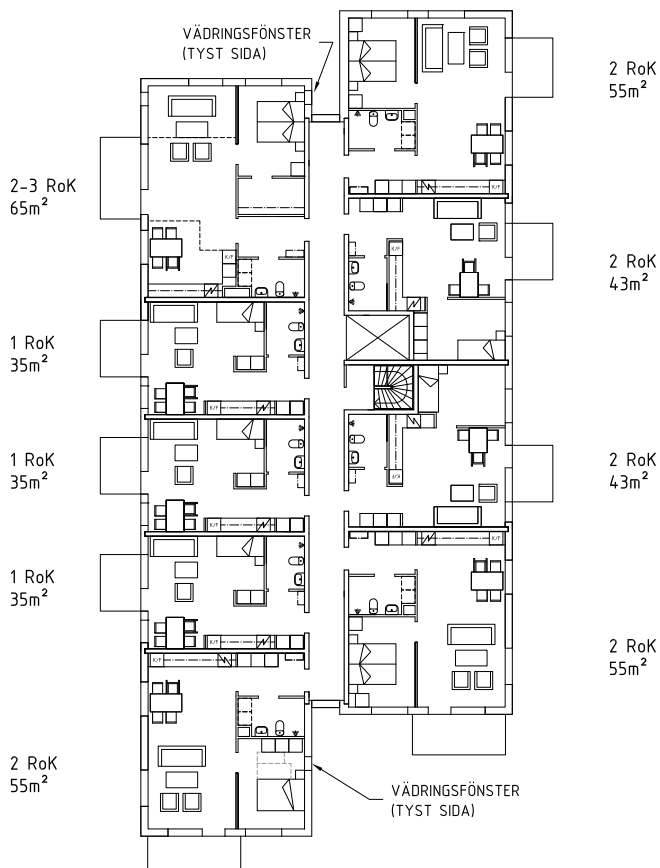 VÄDRINGSFÖNSTER
(TYST SIDA)
2 RoK
55m²
2-3 RoK
65m²
K/F
K/F
2 RoK
43m²
K/F
1 RoK
35m²
K/F
1 RoK
35m²
K/F
2 RoK
43m²
K/F
K/F
1 RoK
35m²
K/F
K/F
2 RoK
55m²
2 RoK
55m²
VÄDRINGSFÖNSTER
(TYST SIDA)